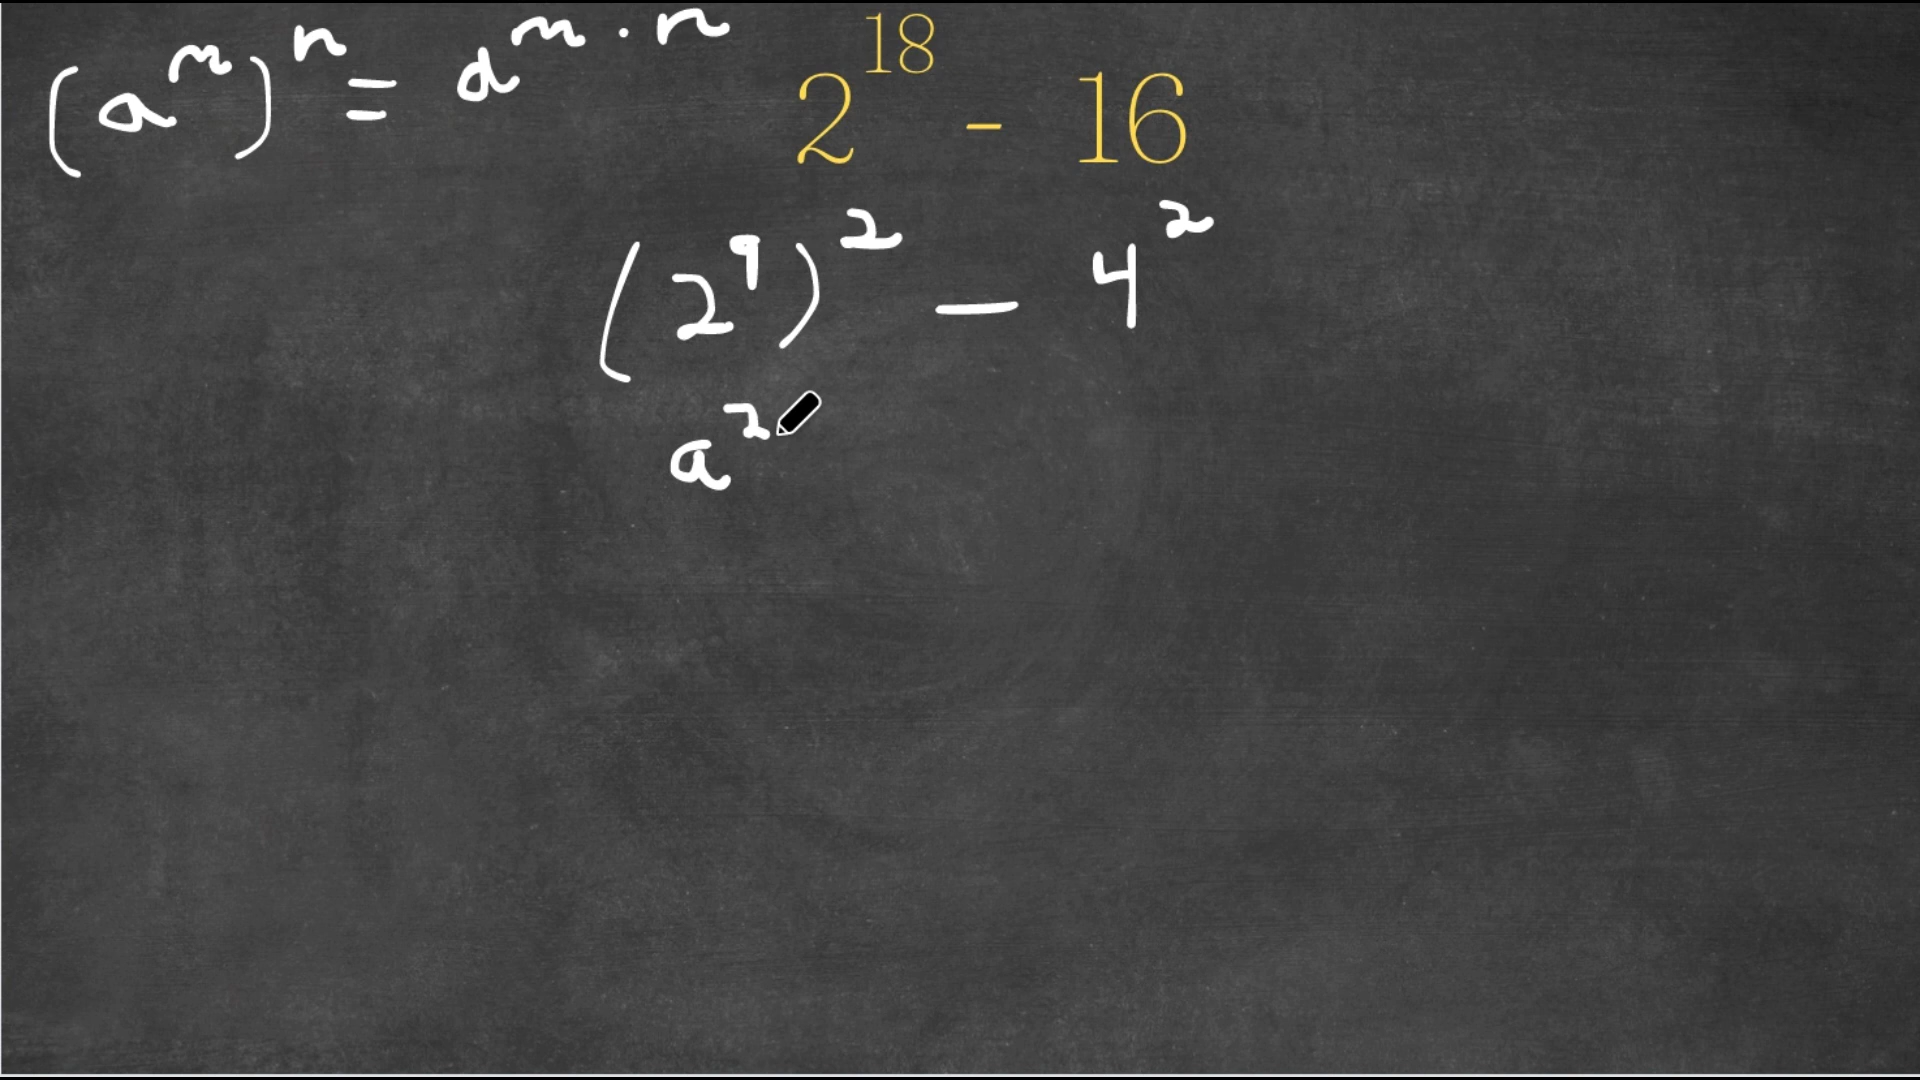 (a^m)^n = a^m·n
2^18 - 16
(2^9)^2 - 4^2
a^2